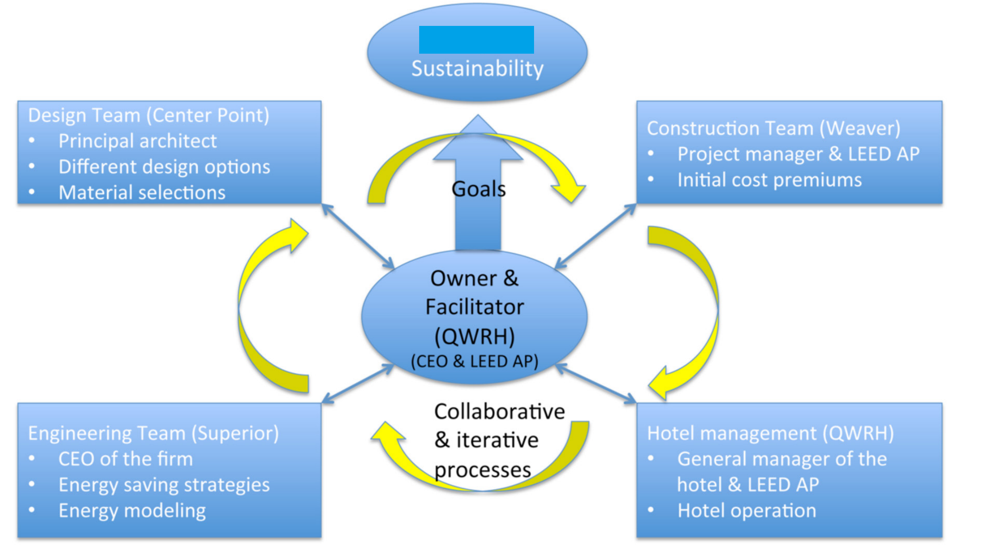 Sustainability
Design Team (Center Point)
• Principal architect
• Different design options
• Material selections
Construction Team (Weaver)
• Project manager & LEED AP
• Initial cost premiums
Goals
Owner &
Facilitator
(QWRH)
(CEO & LEED AP)
Collaborative
& iterative
processes
Engineering Team (Superior)
• CEO of the firm
• Energy saving strategies
• Energy modeling
Hotel management (QWRH)
• General manager of the
hotel & LEED AP
• Hotel operation